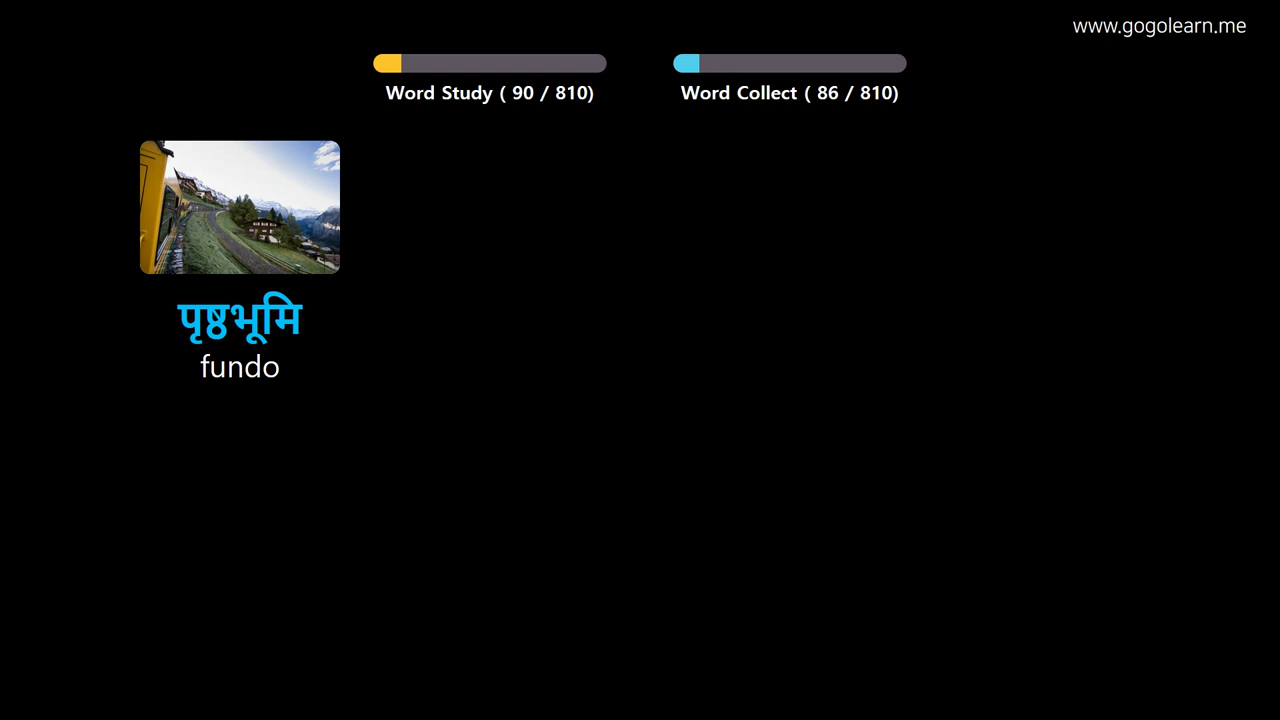 www.gogolearn.me
Word Study ( 90 / 810)
Word Collect ( 86 / 810)
पृष्ठभूमि
fundo